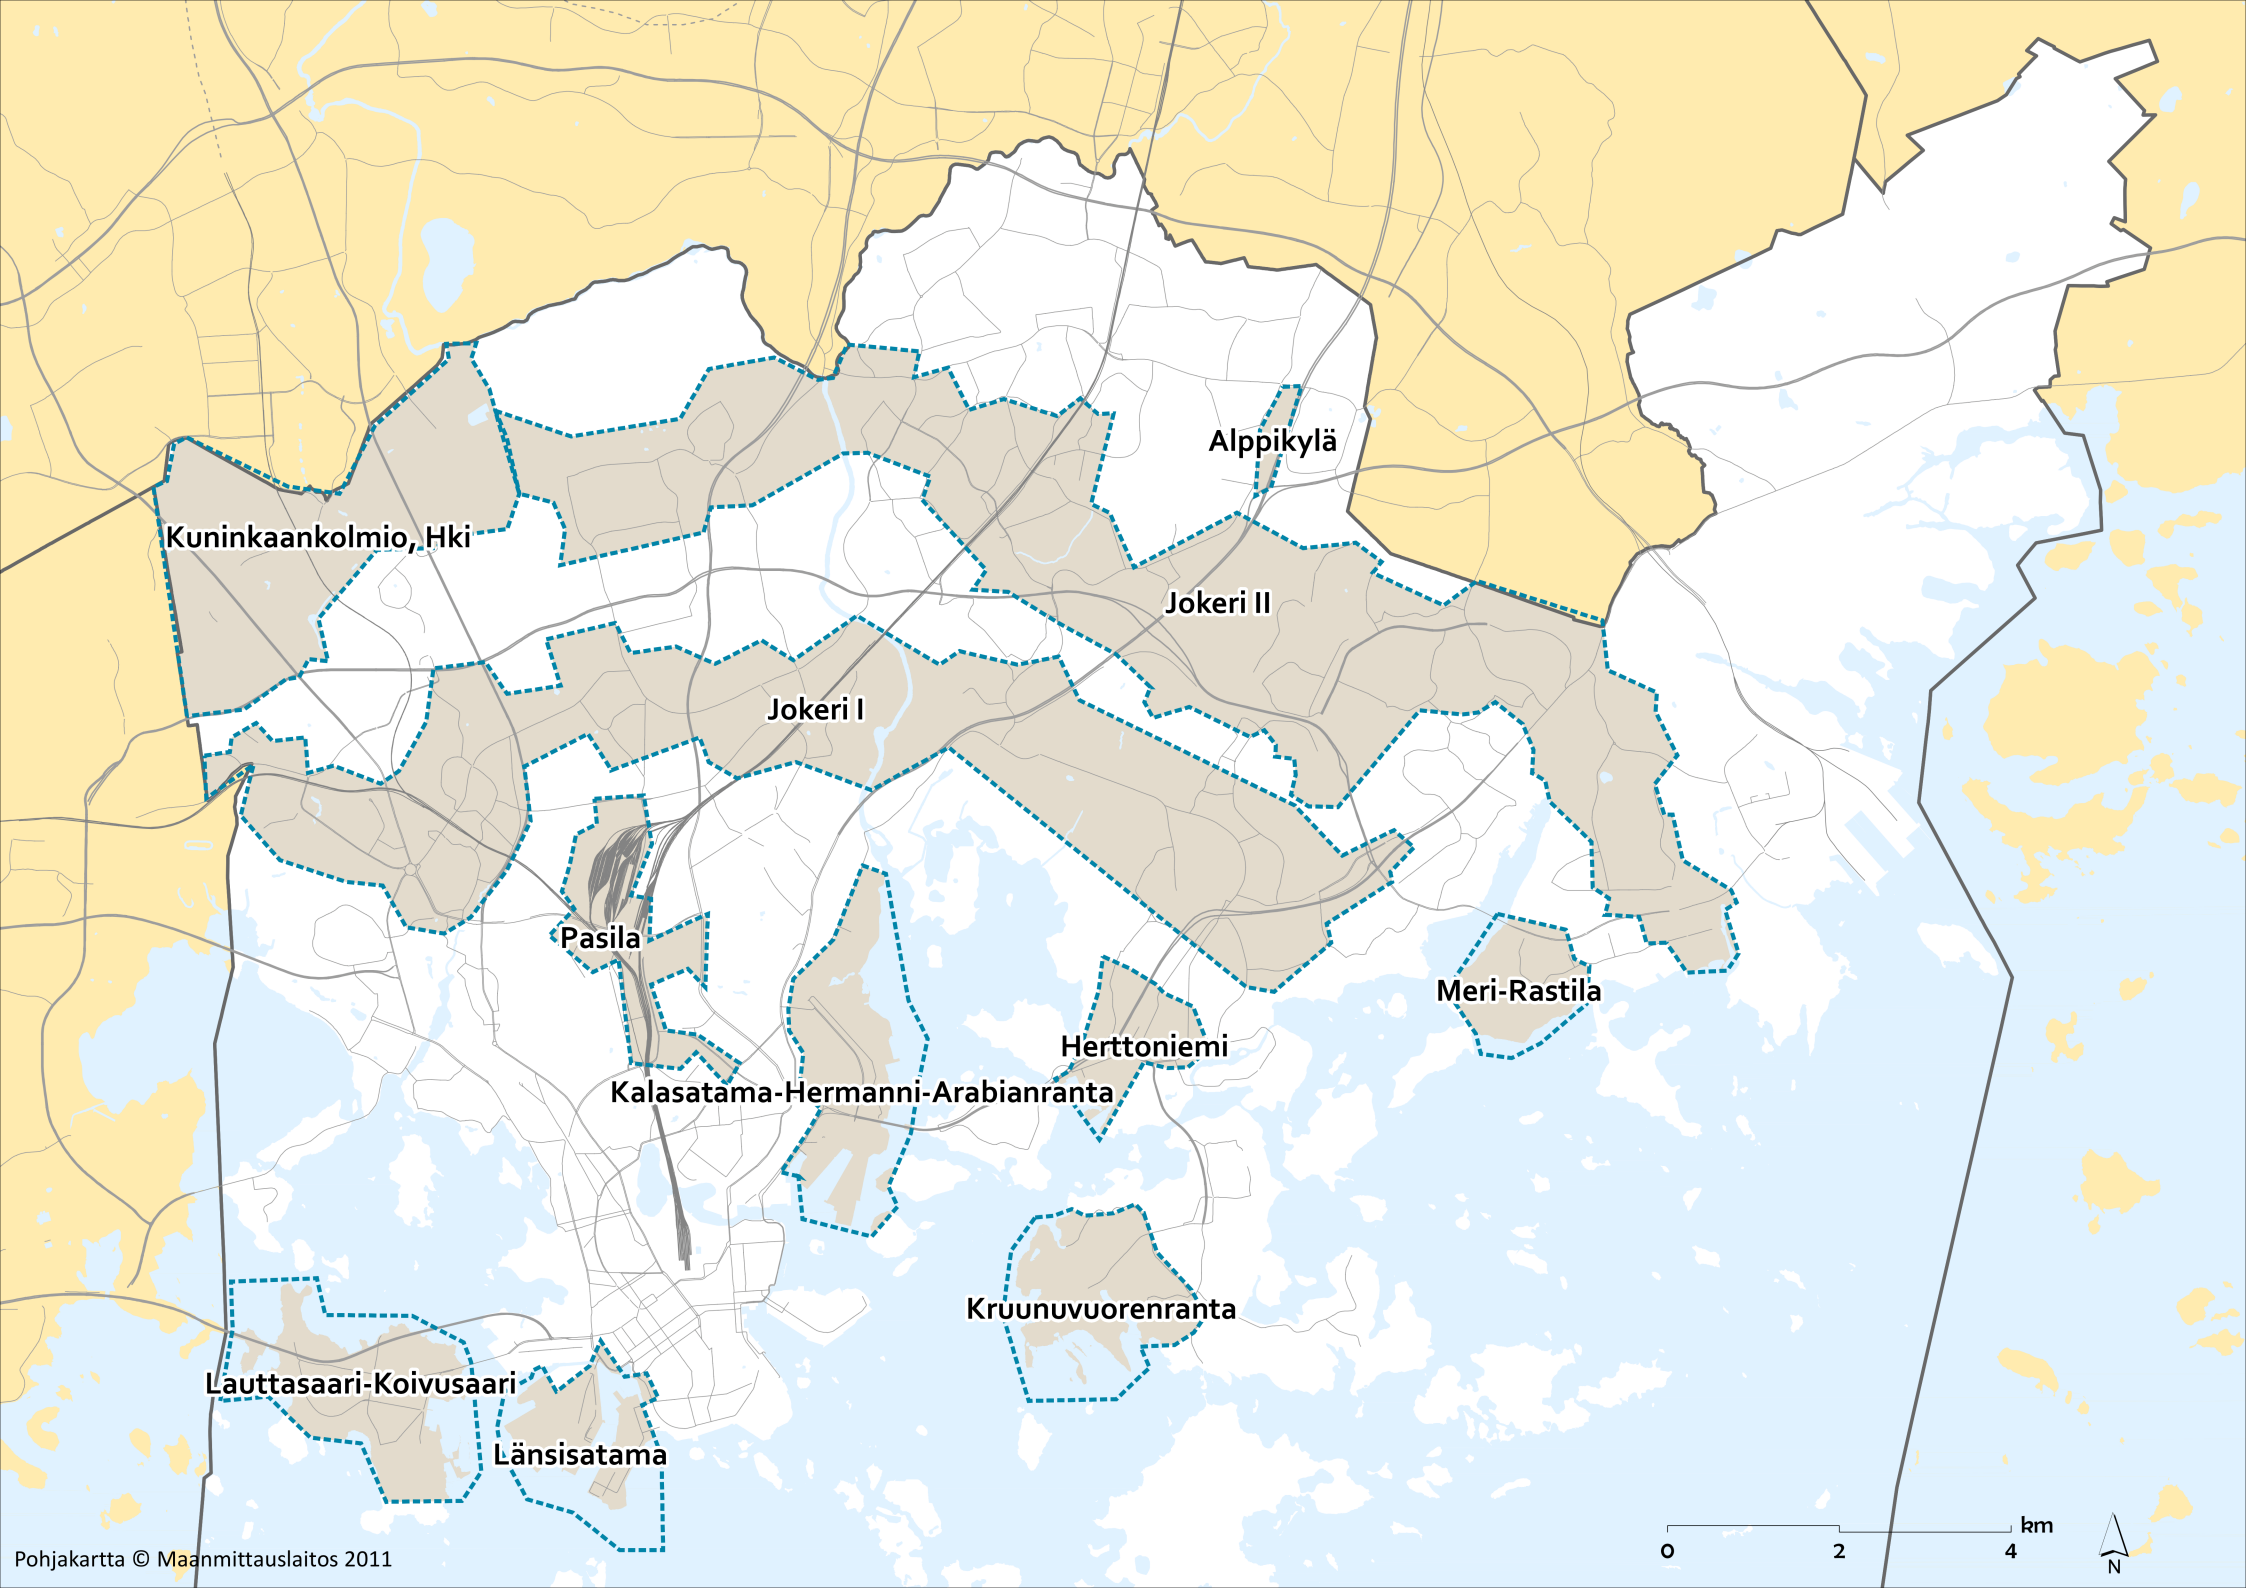 Alppikylä
Kuninkaankolmio, Hki
Jokeri II
Jokeri I
Pasila
Meri-Rastila
Herttoniemi
Kalasatama-Hermanni-Arabianranta
Kruunuvuorenranta
Lauttasaari-Koivusaari
Länsisatama
km
0 2 4
N
Pohjakartta © Maanmittauslaitos 2011